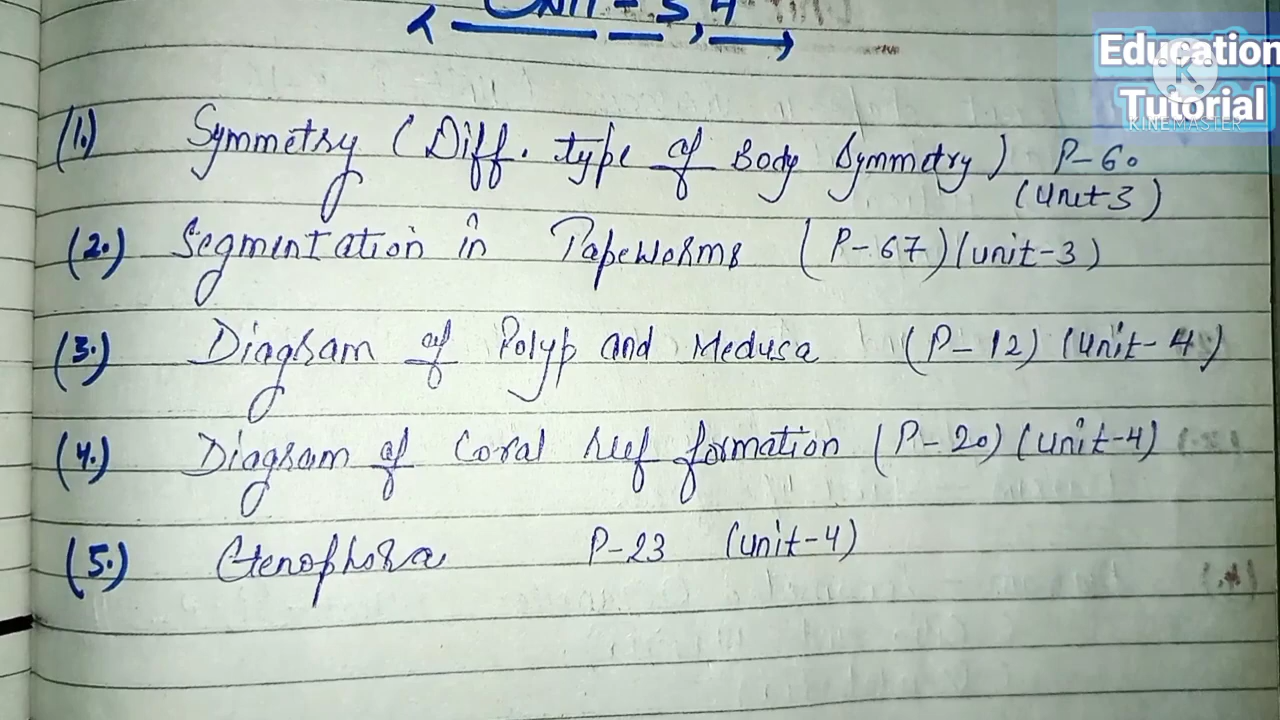 Unit - 3,4
Education
Tutorial
KINEMASTER
(1.) Symmetry (Diff. type of Body Symmetry) P-60
(Unit 3)
(2.) Segmentation in Tapeworms (P-67) (unit-3)
(3.) Diagram of Polyp and Medusa (P-12) (unit-4)
(4.) Diagram of Coral reef formation (P-20) (unit-4)
(5.) Ctenophora P-23 (unit-4)